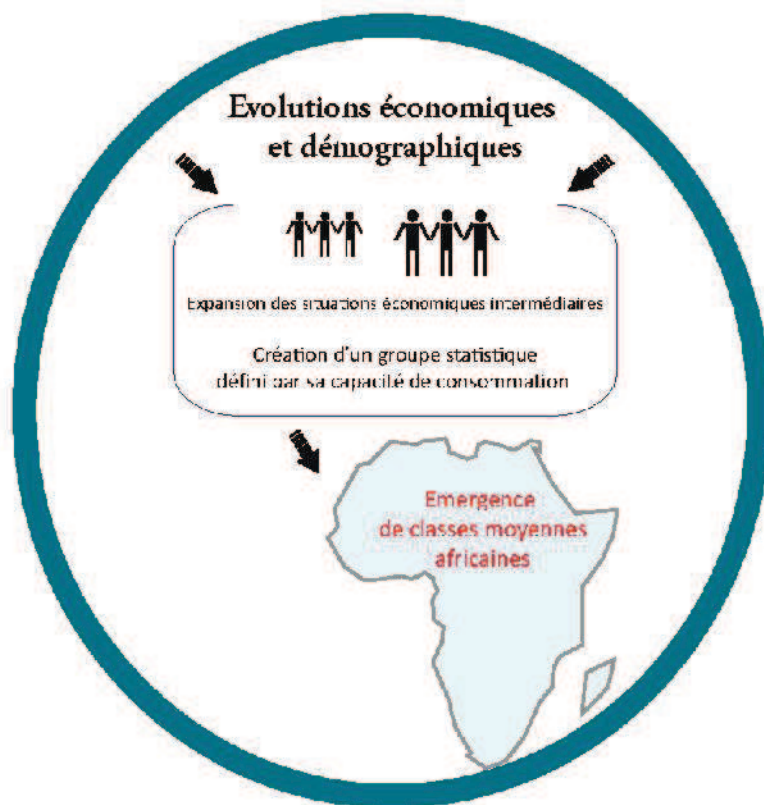 Evolutions économiques
et démographiques
Expansion des situations économiques intermédiaires
Création d'un groupe statistique
défini par sa capacité de consommation
Emergence
de classes moyennes
africaines